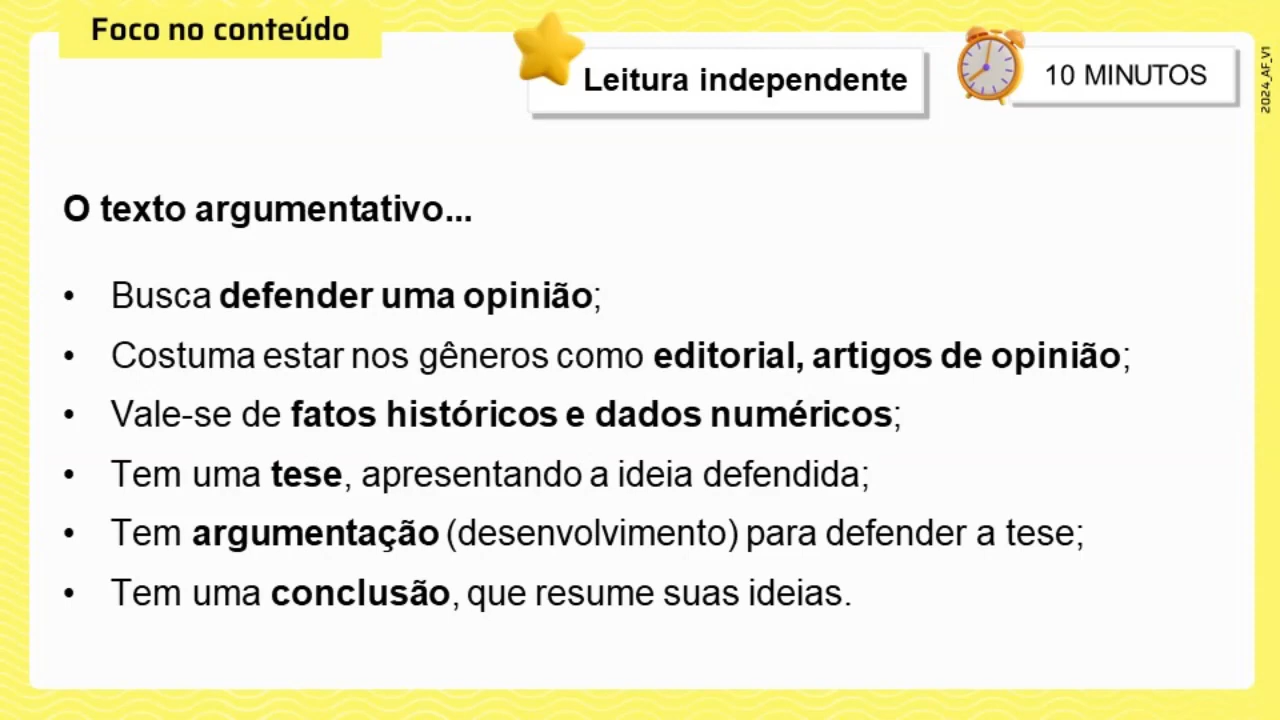 Foco no conteúdo
Leitura independente
10 MINUTOS
2024_AF_V1
O texto argumentativo...
• Busca defender uma opinião;
• Costuma estar nos gêneros como editorial, artigos de opinião;
• Vale-se de fatos históricos e dados numéricos;
• Tem uma tese, apresentando a ideia defendida;
• Tem argumentação (desenvolvimento) para defender a tese;
• Tem uma conclusão, que resume suas ideias.